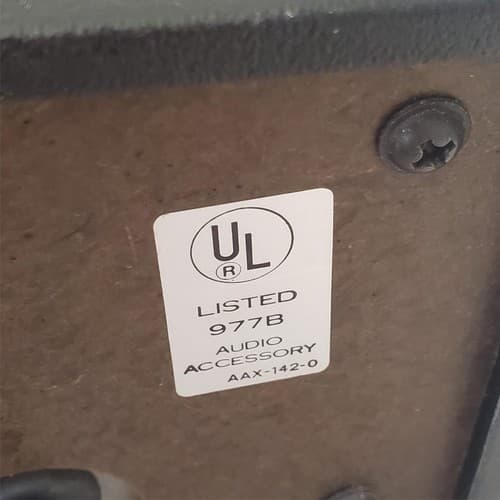 UL
®
LISTED
977B
AUDIO
ACCESSORY
AAX-142-0